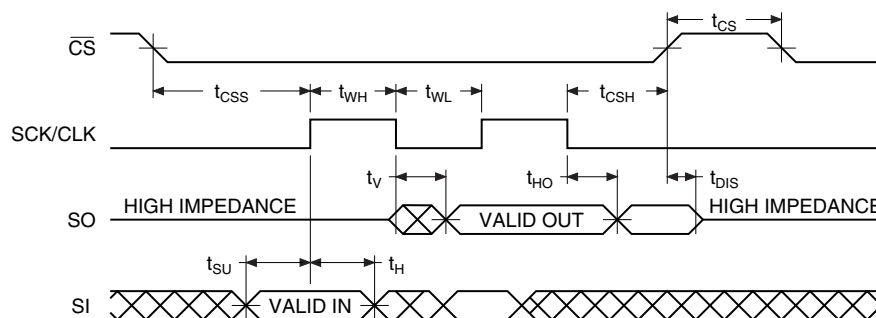 t_CS
C̅S̅
t_CSS t_WH t_WL t_CSH
SCK/CLK
t_V t_HO t_DIS
HIGH IMPEDANCE HIGH IMPEDANCE
SO VALID OUT
t_SU t_H
SI VALID IN